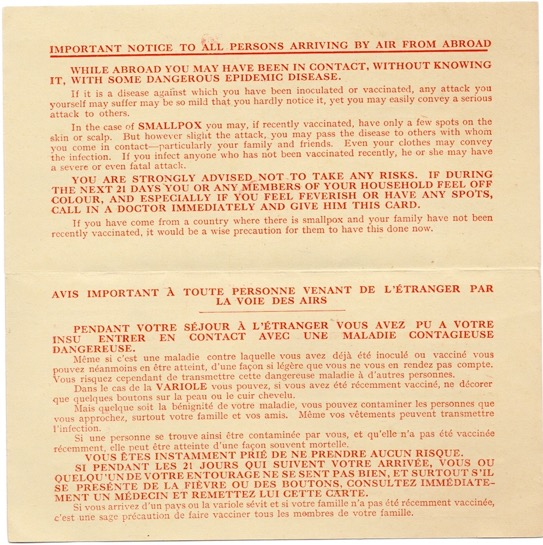 IMPORTANT NOTICE TO ALL PERSONS ARRIVING BY AIR FROM ABROAD
WHILE ABROAD YOU MAY HAVE BEEN IN CONTACT, WITHOUT KNOWING
IT, WITH SOME DANGEROUS EPIDEMIC DISEASE.
If it is a disease against which you have been inoculated or vaccinated, any attack you
yourself may suffer may be so mild that you hardly notice it, yet you may easily convey a serious
attack to others.
In the case of SMALLPOX you may, if recently vaccinated, have only a few spots on the
skin or scalp. But however slight the attack, you may pass the disease to others with whom
you come in contact—particularly your family and friends. Even your clothes may convey
the infection. If you infect anyone who has not been vaccinated recently, he or she may have
a severe or even fatal attack.
YOU ARE STRONGLY ADVISED NOT TO TAKE ANY RISKS. IF DURING
THE NEXT 21 DAYS YOU OR ANY MEMBERS OF YOUR HOUSEHOLD FEEL OFF
COLOUR, AND ESPECIALLY IF YOU FEEL FEVERISH OR HAVE ANY SPOTS,
CALL IN A DOCTOR IMMEDIATELY AND GIVE HIM THIS CARD.
If you have come from a country where there is smallpox and your family have not been
recently vaccinated, it would be a wise precaution for them to have this done now.
AVIS IMPORTANT À TOUTE PERSONNE VENANT DE L'ÉTRANGER PAR
LA VOIE DES AIRS
PENDANT VOTRE SÉJOUR À L'ÉTRANGER VOUS AVEZ PU A VOTRE
INSU ENTRER EN CONTACT AVEC UNE MALADIE CONTAGIEUSE
DANGEREUSE.
Même si c'est une maladie contre laquelle vous avez déjà été inoculé ou vacciné vous
pouvez néanmoins en être atteint, d'une façon si légère que vous ne vous en rendez pas compte.
Vous risquez cependant de transmettre cette dangereuse maladie à d'autres personnes.
Dans le cas de la VARIOLE vous pouvez, si vous avez été récemment vacciné, ne décorer
que quelques boutons sur la peau ou le cuir chevelu.
Mais quelque soit la bénignité de votre maladie, vous pouvez contaminer les personnes que
vous approchez, surtout votre famille et vos amis. Même vos vêtements peuvent transmettre
l'infection.
Si une personne se trouve ainsi être contaminée par vous, et qu'elle n'a pas été vaccinée
récemment, elle peut être atteinte d'une façon souvent mortelle.
VOUS ÊTES INSTAMMENT PRIÉ DE NE PRENDRE AUCUN RISQUE.
SI PENDANT LES 21 JOURS QUI SUIVENT VOTRE ARRIVÉE, VOUS OU
QUELQU'UN DE VOTRE ENTOURAGE NE SE SENT PAS BIEN, ET SURTOUT S'IL
SE PRÉSENTE DE LA FIÈVRE OU DES BOUTONS, CONSULTEZ IMMÉDIATE-
MENT UN MÉDECIN ET REMETTEZ LUI CETTE CARTE.
Si vous arrivez d'un pays ou la variole sévit et si votre famille n'a pas été récemment vaccinée,
c'est une sage précaution de faire vacciner tous les membres de votre famille.